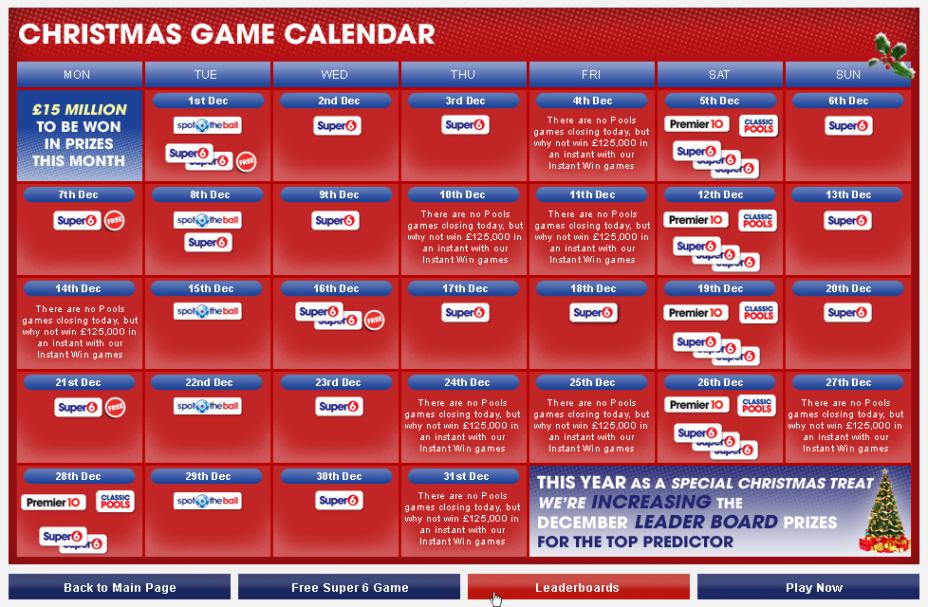 CHRISTMAS GAME CALENDAR
MON TUE WED THU FRI SAT SUN
£15 MILLION
TO BE WON
IN PRIZES
THIS MONTH
1st Dec
spot the ball
Super6
Super6 FREE
2nd Dec
Super6
3rd Dec
Super6
4th Dec
There are no Pools
games closing today, but
why not win £125,000 in
an instant with our
Instant Win games
5th Dec
Premier10 CLASSIC POOLS
Super6
Super6
Super6
6th Dec
Super6
7th Dec
Super6 FREE
8th Dec
spot the ball
Super6
9th Dec
Super6
10th Dec
There are no Pools
games closing today, but
why not win £125,000 in
an instant with our
Instant Win games
11th Dec
There are no Pools
games closing today, but
why not win £125,000 in
an instant with our
Instant Win games
12th Dec
Premier10 CLASSIC POOLS
Super6
Super6
Super6
13th Dec
Super6
14th Dec
There are no Pools
games closing today, but
why not win £125,000 in
an instant with our
Instant Win games
15th Dec
spot the ball
16th Dec
Super6
Super6 FREE
17th Dec
Super6
18th Dec
Super6
19th Dec
Premier10 CLASSIC POOLS
Super6
Super6
Super6
20th Dec
Super6
21st Dec
Super6 FREE
22nd Dec
spot the ball
23rd Dec
Super6
24th Dec
There are no Pools
games closing today, but
why not win £125,000 in
an instant with our
Instant Win games
25th Dec
There are no Pools
games closing today, but
why not win £125,000 in
an instant with our
Instant Win games
26th Dec
Premier10 CLASSIC POOLS
Super6
Super6
Super6
27th Dec
There are no Pools
games closing today, but
why not win £125,000 in
an instant with our
Instant Win games
28th Dec
Premier10 CLASSIC POOLS
Super6
Super6
29th Dec
spot the ball
30th Dec
Super6
31st Dec
There are no Pools
games closing today, but
why not win £125,000 in
an instant with our
Instant Win games
THIS YEAR AS A SPECIAL CHRISTMAS TREAT
WE'RE INCREASING THE
DECEMBER LEADER BOARD PRIZES
FOR THE TOP PREDICTOR
Back to Main Page Free Super 6 Game Leaderboards Play Now